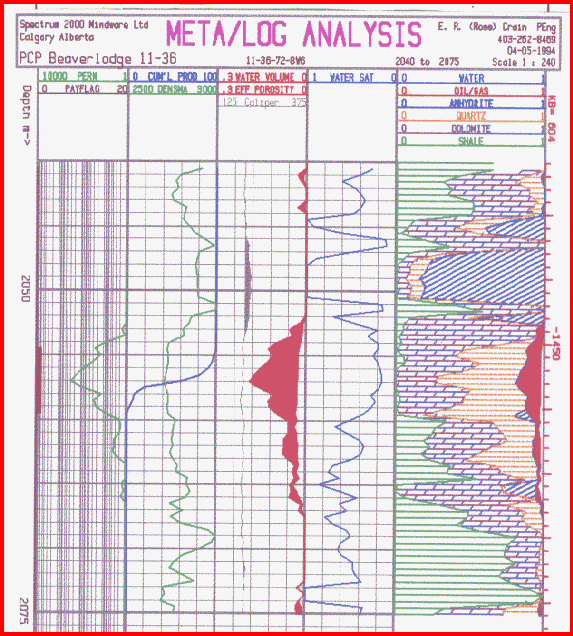 Spectrum 2000 Mindware Ltd
Calgary Alberta
META/LOG ANALYSIS
E. R. (Ross) Crain PEng
403-262-8469
04-05-1994
PCP Beaverlodge 11-36
11-36-72-8W6
2040 to 2075
Scale 1 : 240
Depth m->
10000 PERM 1
0 PAYFLAG 20
0 CUM'L PROD 100
2500 DENSMA 3000
.3 WATER VOLUME 0
.3 EFF POROSITY 0
125 Caliper 375
1 WATER SAT 0
0 WATER 1
0 OIL/GAS 1
0 ANHYDRITE 1
0 QUARTZ 1
0 DOLOMITE 1
0 SHALE 1
KB= 604
2050
-1450
2075